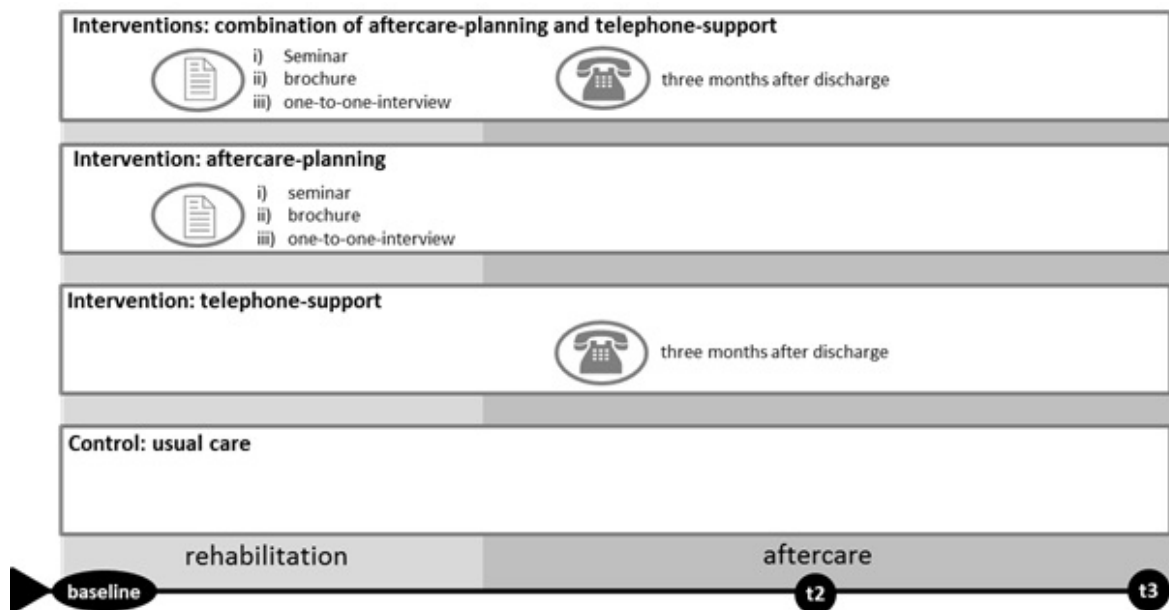 Interventions: combination of aftercare-planning and telephone-support
i) Seminar
ii) brochure
iii) one-to-one-interview
three months after discharge
Intervention: aftercare-planning
i) seminar
ii) brochure
iii) one-to-one-interview
Intervention: telephone-support
three months after discharge
Control: usual care
rehabilitation aftercare
baseline t2 t3